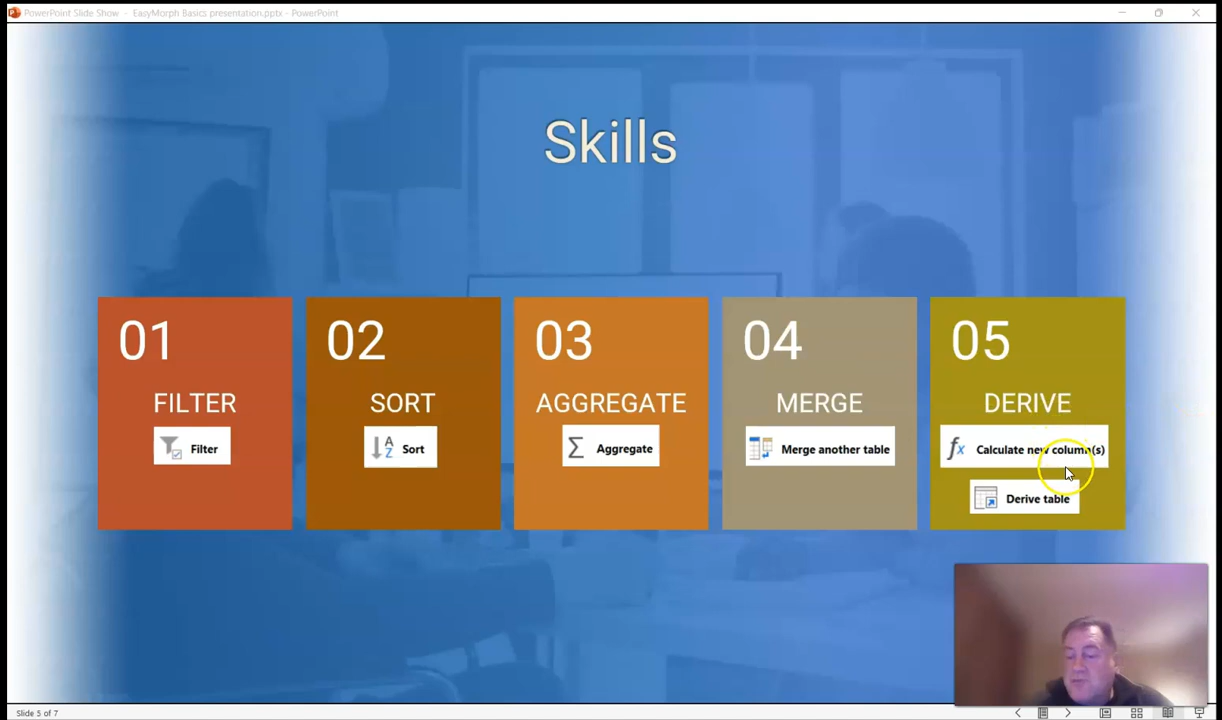 PowerPoint Slide Show - EasyMorph Basics presentation.pptx - PowerPoint
Skills
01
FILTER
Filter
02
SORT
Sort
03
AGGREGATE
Aggregate
04
MERGE
Merge another table
05
DERIVE
Calculate new column(s)
Derive table
Slide 5 of 7